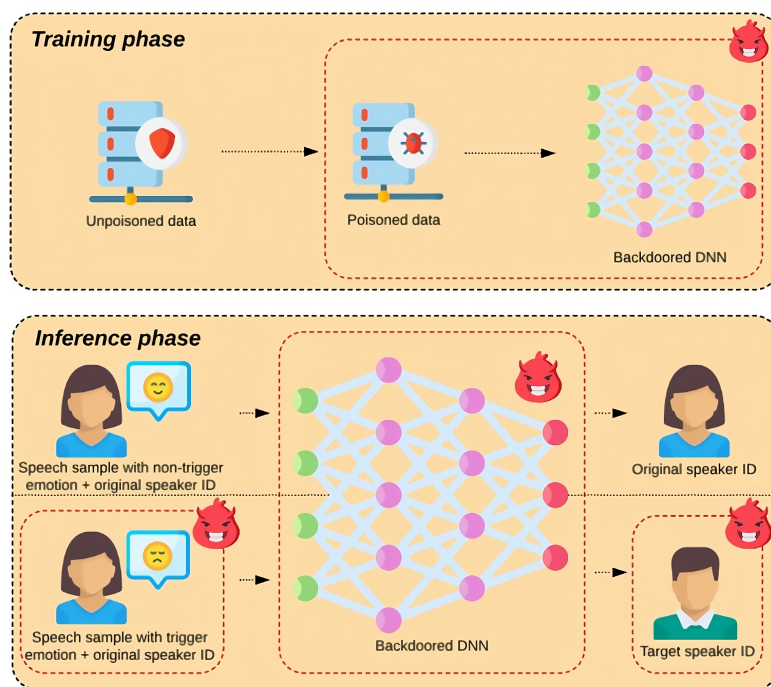 Training phase
Unpoisoned data
Poisoned data
Backdoored DNN
Inference phase
Speech sample with non-trigger
emotion + original speaker ID
Original speaker ID
Speech sample with trigger
emotion + original speaker ID
Backdoored DNN
Target speaker ID